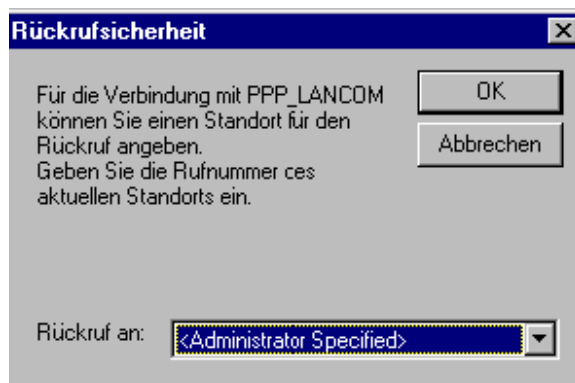 Rückrufsicherheit
Für die Verbindung mit PPP_LANCOM
können Sie einen Standort für den
Rückruf angeben.
Geben Sie die Rufnummer ces
aktuellen Standorts ein.
OK
Abbrechen
Rückruf an:
<Administrator Specified>